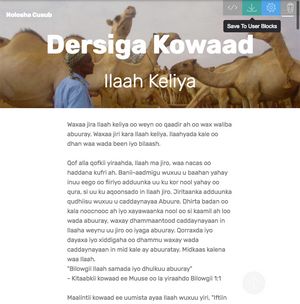 Nolosha Cusub
Save To User Blocks
Dersiga Kowaad
Ilaah Keliya
Waxaa jira Ilaah keliya oo weyn oo qaadir ah oo wax waliba
abuuray. Waxaa jiri kara Ilaah keliya. Ilaahyada kale oo
dhan waa wada been iyo bilaash.
Qof alla qofkii yiraahda, Ilaah ma jiro, waa nacas oo
haddana kufri ah. Banii-aadmigu wuxuu u baahan yahay
inuu eego oo fiiriyo adduunka uu ku kor nool yahay oo
qura, si uu ku aqoonsado in Ilaah jiro. Jiritaanka adduunka
qudhiisu wuxuu u caddaynayaa Abuure. Dhirta badan oo
kala noocnooc ah iyo xayawaanka nool oo si kaamil ah loo
wada abuuray, waxay dhammaantood caddaynayaan in
Ilaaha weynu uu jiro oo iyaga abuuray. Qorraxda iyo
dayaxa iyo xiddigaha oo dhammu waxay wada
caddaynayaan in mid kale ay abuuratay. Midkaas kalena
waa Ilaah.
"Bilowgii Ilaah samada iyo dhulkuu abuuray"
- Kitaabkii kowaad ee Muuse oo la yiraahdo Bilowgii 1:1
Maalintii kowaad ee uumista ayaa Ilaah wuxuu yiri, "Iftiin